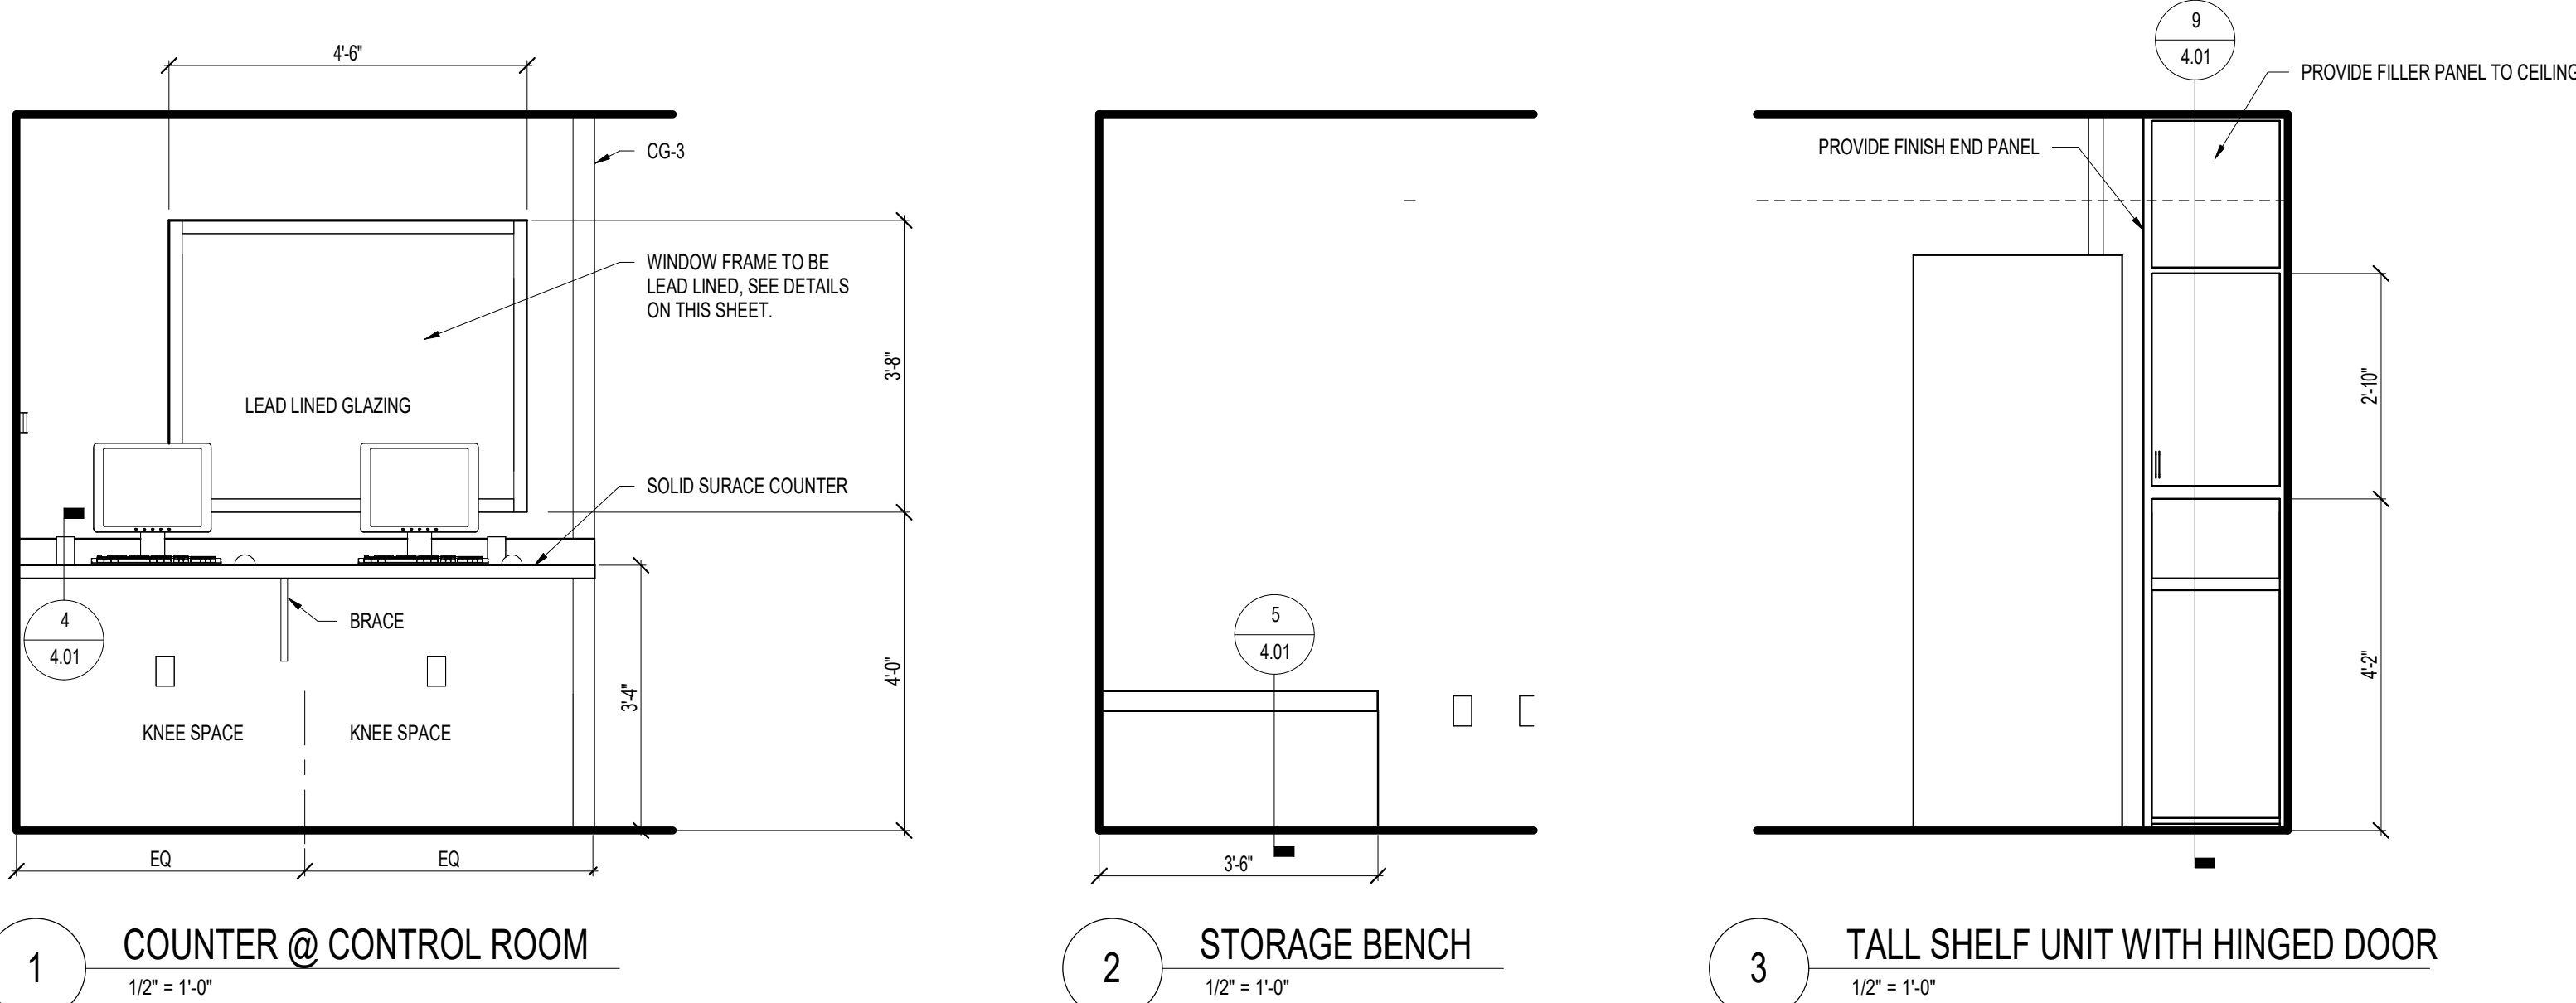 4'-6"
CG-3
WINDOW FRAME TO BE
LEAD LINED, SEE DETAILS
ON THIS SHEET.
LEAD LINED GLAZING
3'-8"
SOLID SURACE COUNTER
4
4.01
BRACE
3'-4"
4'-0"
KNEE SPACE
KNEE SPACE
EQ
EQ
1
COUNTER @ CONTROL ROOM
1/2" = 1'-0"
5
4.01
3'-6"
2
STORAGE BENCH
1/2" = 1'-0"
9
4.01
PROVIDE FILLER PANEL TO CEILING
PROVIDE FINISH END PANEL
2'-10"
4'-2"
3
TALL SHELF UNIT WITH HINGED DOOR
1/2" = 1'-0"